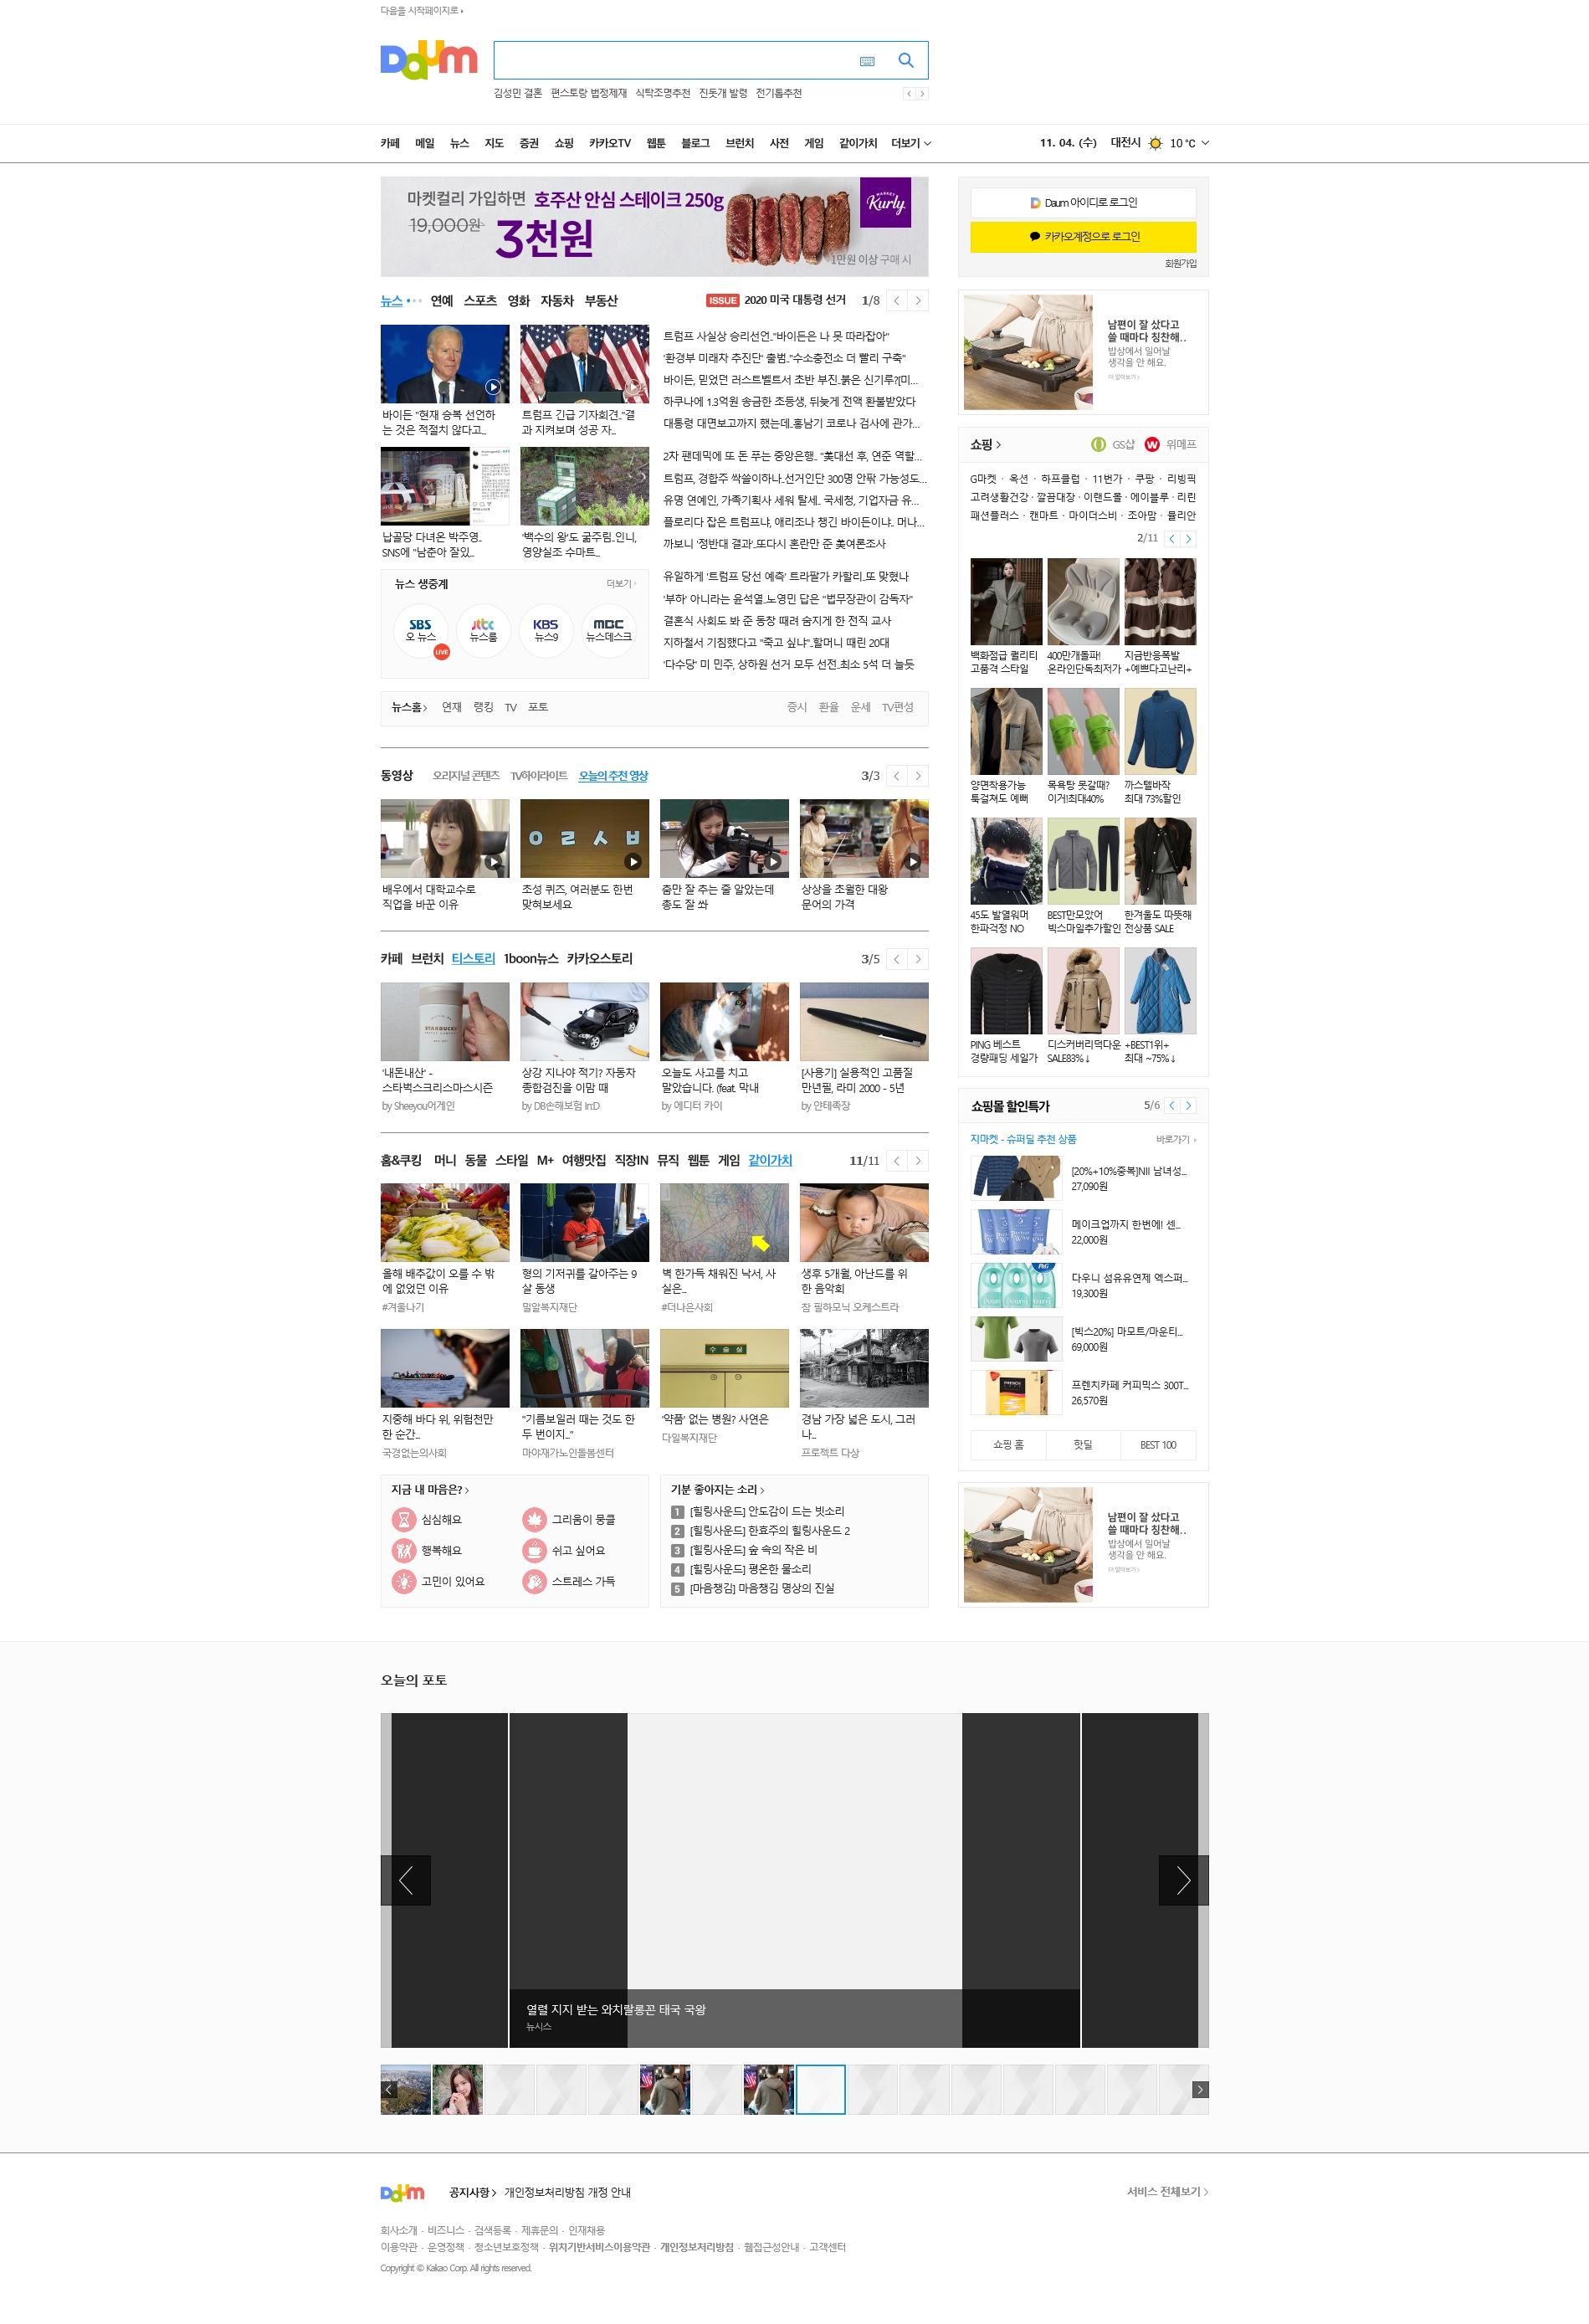 다음을 시작페이지로
Daum
김성민 결혼 편스토랑 법정제재 식탁조명추천 진돗개 발령 전기톱추천
카페 메일 뉴스 지도 증권 쇼핑 카카오TV 웹툰 블로그 브런치 사전 게임 같이가치 더보기
11. 04. (수) 대전시 10 ℃
마켓컬리 가입하면 호주산 안심 스테이크 250g
19,000원
3천원
MARKET Kurly
1만원 이상 구매 시
Daum 아이디로 로그인
카카오계정으로 로그인
회원가입
뉴스 연예 스포츠 영화 자동차 부동산
ISSUE 2020 미국 대통령 선거 1/8
바이든 "현재 승복 선언하
는 것은 적절치 않다고...
트럼프 긴급 기자회견.."결
과 지켜보며 성공 자...
납골당 다녀온 박주영..
SNS에 "남춘아 잘있...
'백수의 왕'도 굶주림..인니,
영양실조 수마트...
트럼프 사실상 승리선언.."바이든은 나 못 따라잡아"
'환경부 미래차 추진단' 출범.."수소충전소 더 빨리 구축"
바이든, 믿었던 러스트벨트서 초반 부진..붉은 신기루?[미...
하쿠나에 1.3억원 송금한 초등생, 뒤늦게 전액 환불받았다
대통령 대면보고까지 했는데..홍남기 코로나 검사에 관가...
2차 팬데믹에 또 돈 푸는 중앙은행.. "美대선 후, 연준 역할...
트럼프, 경합주 싹쓸이하나..선거인단 300명 안팎 가능성도...
유명 연예인, 가족기획사 세워 탈세.. 국세청, 기업자금 유...
플로리다 잡은 트럼프냐, 애리조나 챙긴 바이든이냐.. 머나...
까보니 '정반대 결과'..또다시 혼란만 준 美여론조사
유일하게 '트럼프 당선 예측' 트라팔가 카할리..또 맞혔나
'부하' 아니라는 윤석열..노영민 답은 "법무장관이 감독자"
결혼식 사회도 봐 준 동창 때려 숨지게 한 전직 교사
지하철서 기침했다고 "죽고 싶냐"..할머니 때린 20대
'다수당' 미 민주, 상하원 선거 모두 선전..최소 5석 더 늘듯
뉴스 생중계 더보기
SBS 오 뉴스 LIVE
jtbc 뉴스룸
KBS 뉴스9
MBC 뉴스데스크
뉴스홈 연재 랭킹 TV 포토
증시 환율 운세 TV편성
동영상 오리지널 콘텐츠 TV하이라이트 오늘의 추천 영상 3/3
ㅇ ㄹ ㅅ ㅂ
배우에서 대학교수로
직업을 바꾼 이유
초성 퀴즈, 여러분도 한번
맞혀보세요
춤만 잘 추는 줄 알았는데
총도 잘 쏴
상상을 초월한 대왕
문어의 가격
카페 브런치 티스토리 1boon뉴스 카카오스토리 3/5
STARBUCKS
'내돈내산' -
스타벅스크리스마스시즌
by Sheeyou어게인
상강 지나야 적기? 자동차
종합검진을 이맘 때
by DB손해보험 In:D
오늘도 사고를 치고
말았습니다. (feat. 막내
by 에디터 카이
[사용기] 실용적인 고품질
만년필, 라미 2000 - 5년
by 안테족장
홈&쿠킹 머니 동물 스타일 M+ 여행맛집 직장IN 뮤직 웹툰 게임 같이가치 11/11
올해 배추값이 오를 수 밖
에 없었던 이유
#겨울나기
형의 기저귀를 갈아주는 9
살 동생
밀알복지재단
벽 한가득 채워진 낙서, 사
실은...
#더나은사회
생후 5개월, 아난드를 위
한 음악회
참 필하모닉 오케스트라
수 술 실
지중해 바다 위, 위험천만
한 순간...
국경없는의사회
"기름보일러 때는 것도 한
두 번이지..."
마야재가노인돌봄센터
'약품' 없는 병원? 사연은
다일복지재단
경남 가장 넓은 도시, 그러
나...
프로젝트 다상
지금 내 마음은?
심심해요 그리움이 뭉클
행복해요 쉬고 싶어요
고민이 있어요 스트레스 가득
기분 좋아지는 소리
1 [힐링사운드] 안도감이 드는 빗소리
2 [힐링사운드] 한효주의 힐링사운드 2
3 [힐링사운드] 숲 속의 작은 비
4 [힐링사운드] 평온한 물소리
5 [마음챙김] 마음챙김 명상의 진실
남편이 잘 샀다고
쓸 때마다 칭찬해..
밥상에서 일어날
생각을 안 해요.
더 알아보기>
쇼핑 GS샵 위메프
G마켓 · 옥션 · 하프클럽 · 11번가 · 쿠팡 · 리빙픽
고려생활건강 · 깔끔대장 · 이랜드몰 · 에이블루 · 리린
패션플러스 · 캔마트 · 마이더스비 · 조아맘 · 율리안
2/11
백화점급 퀄리티
고품격 스타일
400만개돌파!
온라인단독최저가
지금반응폭발
+예쁘다고난리+
양면착용가능
툭걸쳐도 예뻐
목욕탕 못갈때?
이거!최대40%
까스텔바작
최대 73%할인
45도 발열워머
한파걱정 NO
BEST만모았어
빅스마일추가할인
한겨울도 따뜻해
전상품 SALE
PING 베스트
경량패딩 세일가
디스커버리덕다운
SALE83%↓
+BEST1위+
최대 ~75%↓
쇼핑몰 할인특가 5/6
지마켓 - 슈퍼딜 추천 상품 바로가기
[20%+10%중복]NII 남녀성...
27,090원
메이크업까지 한번에! 센...
22,000원
P&G
다우니 섬유유연제 엑스퍼...
19,300원
[빅스20%] 마모트/마운티...
69,000원
FRENCH
프렌치카페 커피믹스 300T...
26,570원
쇼핑 홈 핫딜 BEST 100
남편이 잘 샀다고
쓸 때마다 칭찬해..
밥상에서 일어날
생각을 안 해요.
더 알아보기>
오늘의 포토
열렬 지지 받는 와치랄롱꼰 태국 국왕
뉴시스
Daum 공지사항 개인정보처리방침 개정 안내 서비스 전체보기
회사소개 · 비즈니스 · 검색등록 · 제휴문의 · 인재채용
이용약관 · 운영정책 · 청소년보호정책 · 위치기반서비스이용약관 · 개인정보처리방침 · 웹접근성안내 · 고객센터
Copyright © Kakao Corp. All rights reserved.